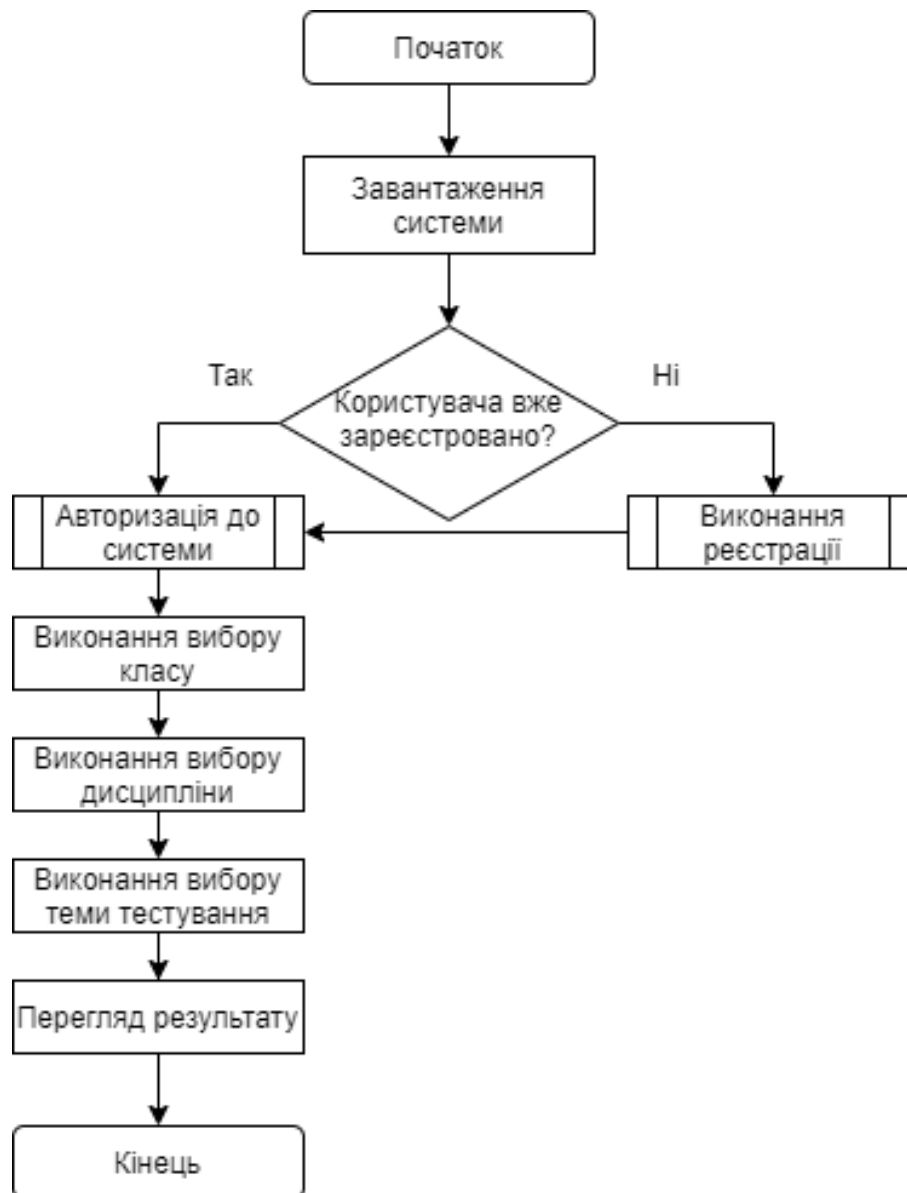 Початок
Завантаження
системи
Так
Ні
Користувача вже
зареєстровано?
Авторизація до
системи
Виконання
реєстрації
Виконання вибору
класу
Виконання вибору
дисципліни
Виконання вибору
теми тестування
Перегляд результату
Кінець